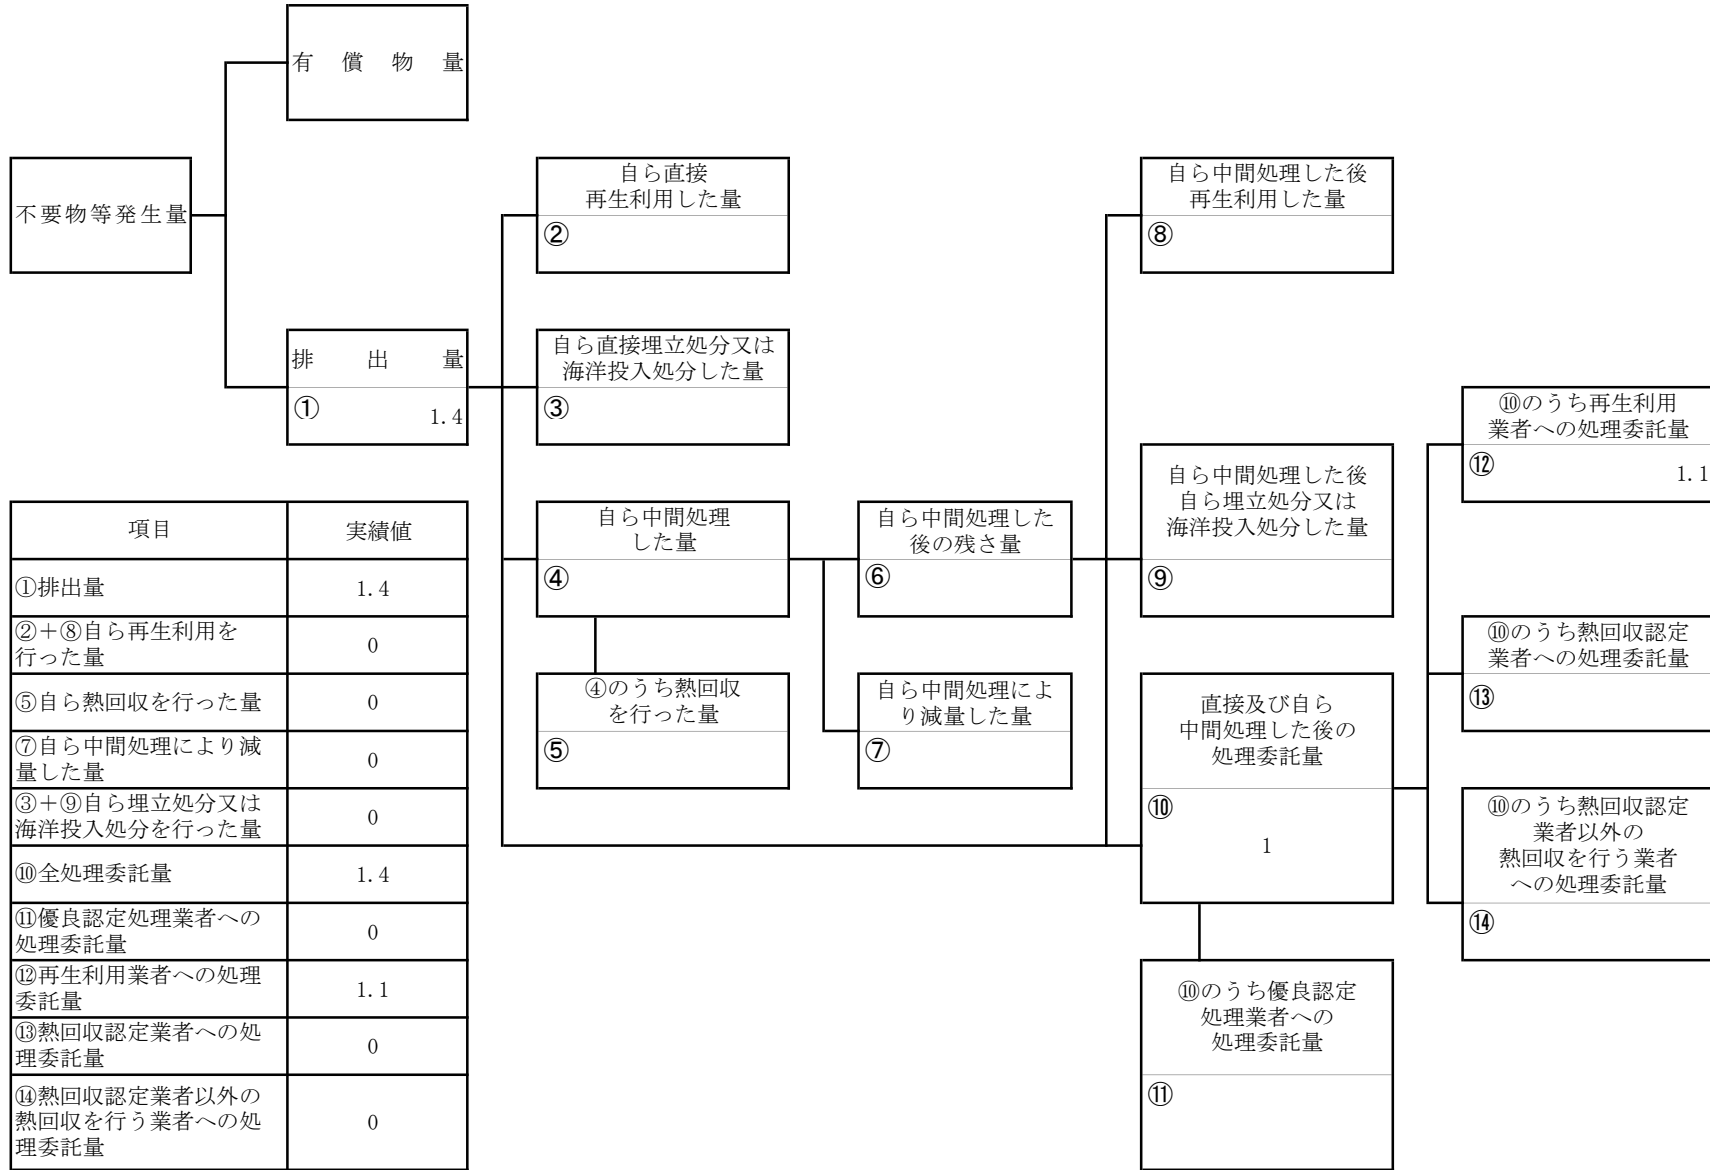 有償物量
不要物等発生量
自ら直接
再生利用した量
②
自ら中間処理した後
再生利用した量
⑧
排出量
①
1.4
自ら直接埋立処分又は
海洋投入処分した量
③
⑩のうち再生利用
業者への処理委託量
⑫
1.1
自ら中間処理
した量
④
自ら中間処理した
後の残さ量
⑥
自ら中間処理した後
自ら埋立処分又は
海洋投入処分した量
⑨
⑩のうち熱回収認定
業者への処理委託量
⑬
④のうち熱回収
を行った量
⑤
自ら中間処理によ
り減量した量
⑦
直接及び自ら
中間処理した後の
処理委託量
⑩
1
⑩のうち熱回収認定
業者以外の
熱回収を行う業者
への処理委託量
⑭
⑩のうち優良認定
処理業者への
処理委託量
⑪
項目 実績値
①排出量 1.4
②＋⑧自ら再生利用を
行った量 0
⑤自ら熱回収を行った量 0
⑦自ら中間処理により減
量した量 0
③＋⑨自ら埋立処分又は
海洋投入処分を行った量 0
⑩全処理委託量 1.4
⑪優良認定処理業者への
処理委託量 0
⑫再生利用業者への処理
委託量 1.1
⑬熱回収認定業者への処
理委託量 0
⑭熱回収認定業者以外の
熱回収を行う業者への処
理委託量 0